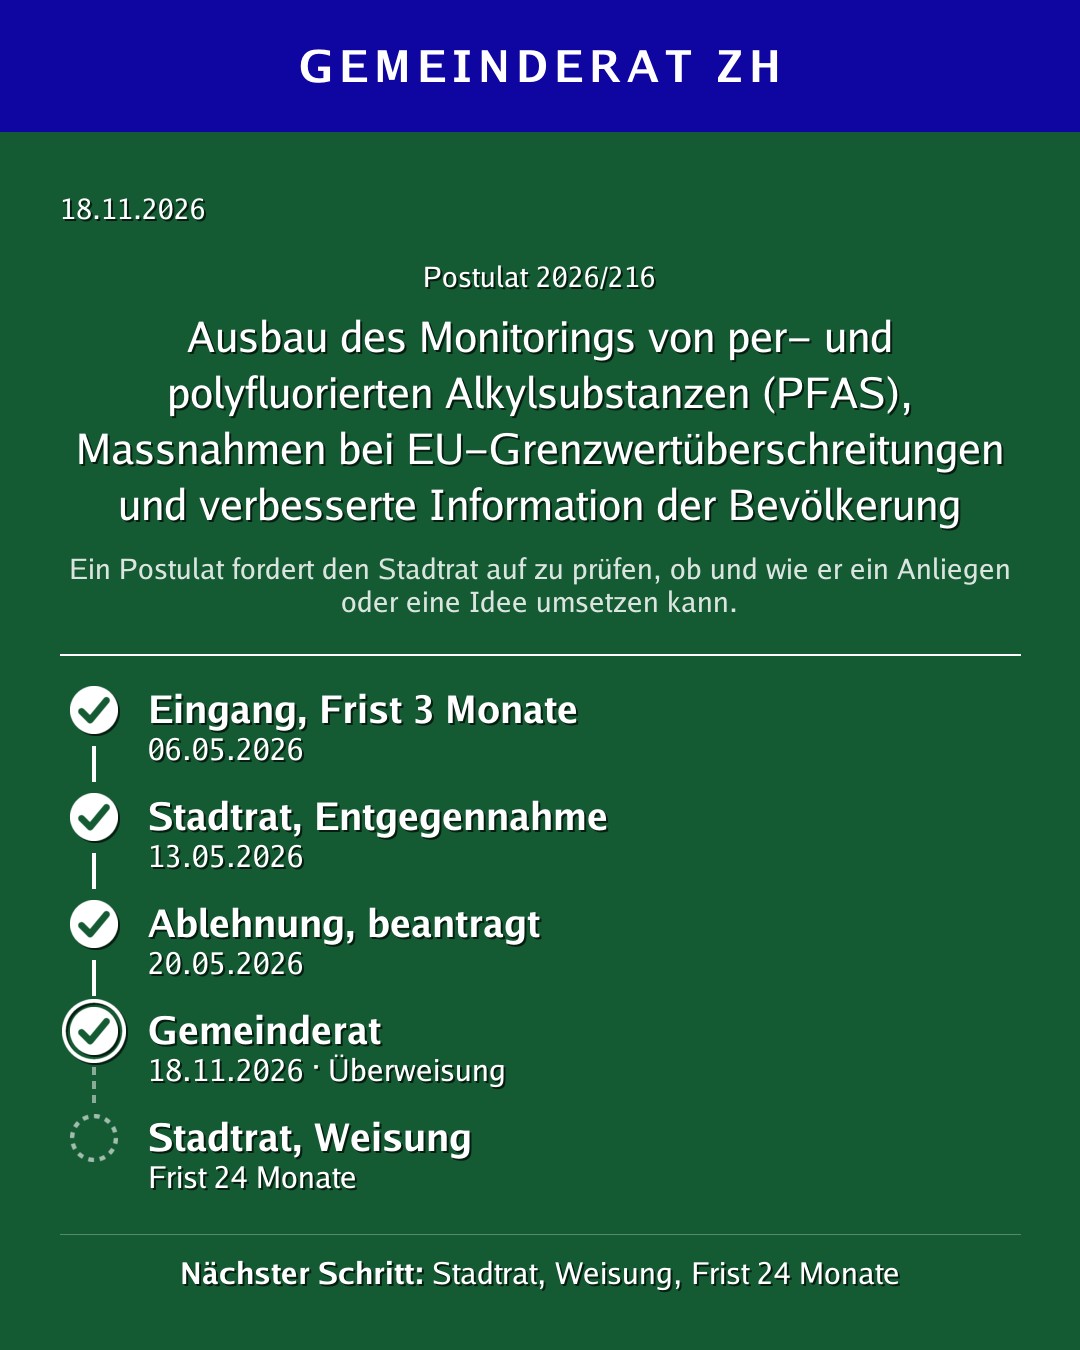 GEMEINDERAT ZH
18.11.2026
Postulat 2026/216
Ausbau des Monitorings von per– und
polyfluorierten Alkylsubstanzen (PFAS),
Massnahmen bei EU–Grenzwertüberschreitungen
und verbesserte Information der Bevölkerung
Ein Postulat fordert den Stadtrat auf zu prüfen, ob und wie er ein Anliegen
oder eine Idee umsetzen kann.
Eingang, Frist 3 Monate
06.05.2026
Stadtrat, Entgegennahme
13.05.2026
Ablehnung, beantragt
20.05.2026
Gemeinderat
18.11.2026 · Überweisung
Stadtrat, Weisung
Frist 24 Monate
Nächster Schritt: Stadtrat, Weisung, Frist 24 Monate